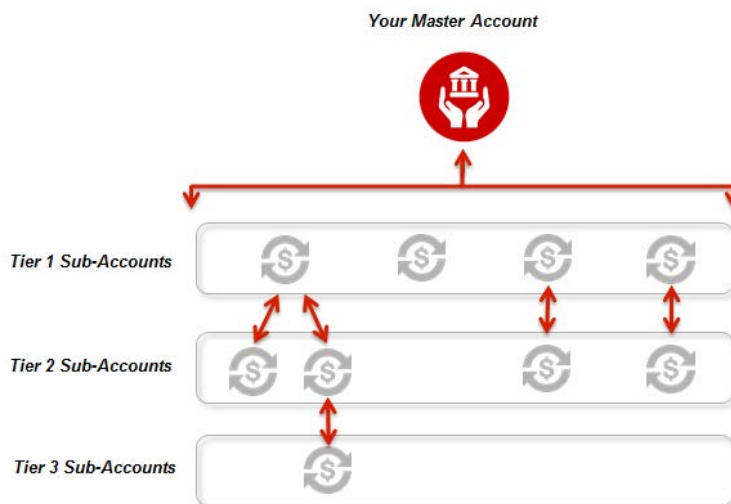 Your Master Account
Tier 1 Sub-Accounts
$ $ $ $
Tier 2 Sub-Accounts
$ $ $ $
Tier 3 Sub-Accounts
$